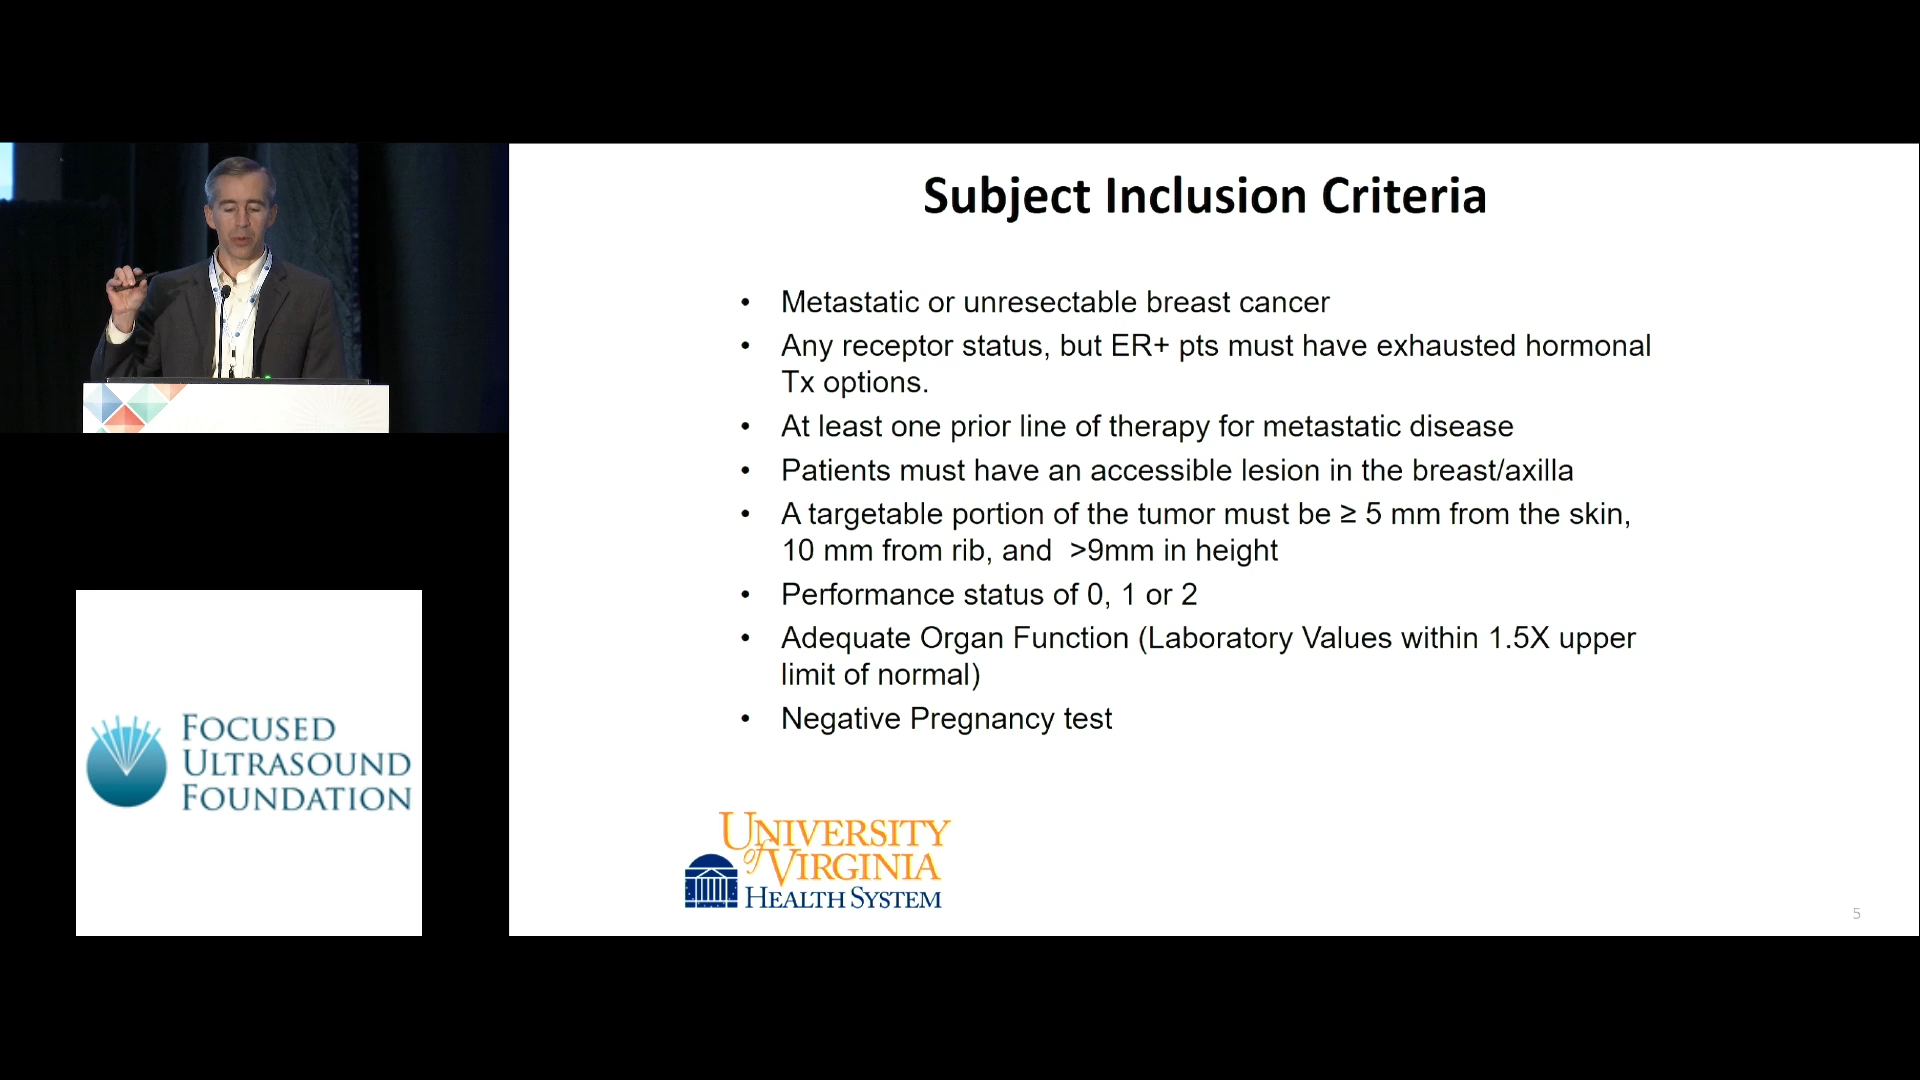 Subject Inclusion Criteria
• Metastatic or unresectable breast cancer
• Any receptor status, but ER+ pts must have exhausted hormonal
Tx options.
• At least one prior line of therapy for metastatic disease
• Patients must have an accessible lesion in the breast/axilla
• A targetable portion of the tumor must be ≥ 5 mm from the skin,
10 mm from rib, and >9mm in height
• Performance status of 0, 1 or 2
• Adequate Organ Function (Laboratory Values within 1.5X upper
limit of normal)
• Negative Pregnancy test
FOCUSED
ULTRASOUND
FOUNDATION
UNIVERSITY
of VIRGINIA
HEALTH SYSTEM
5